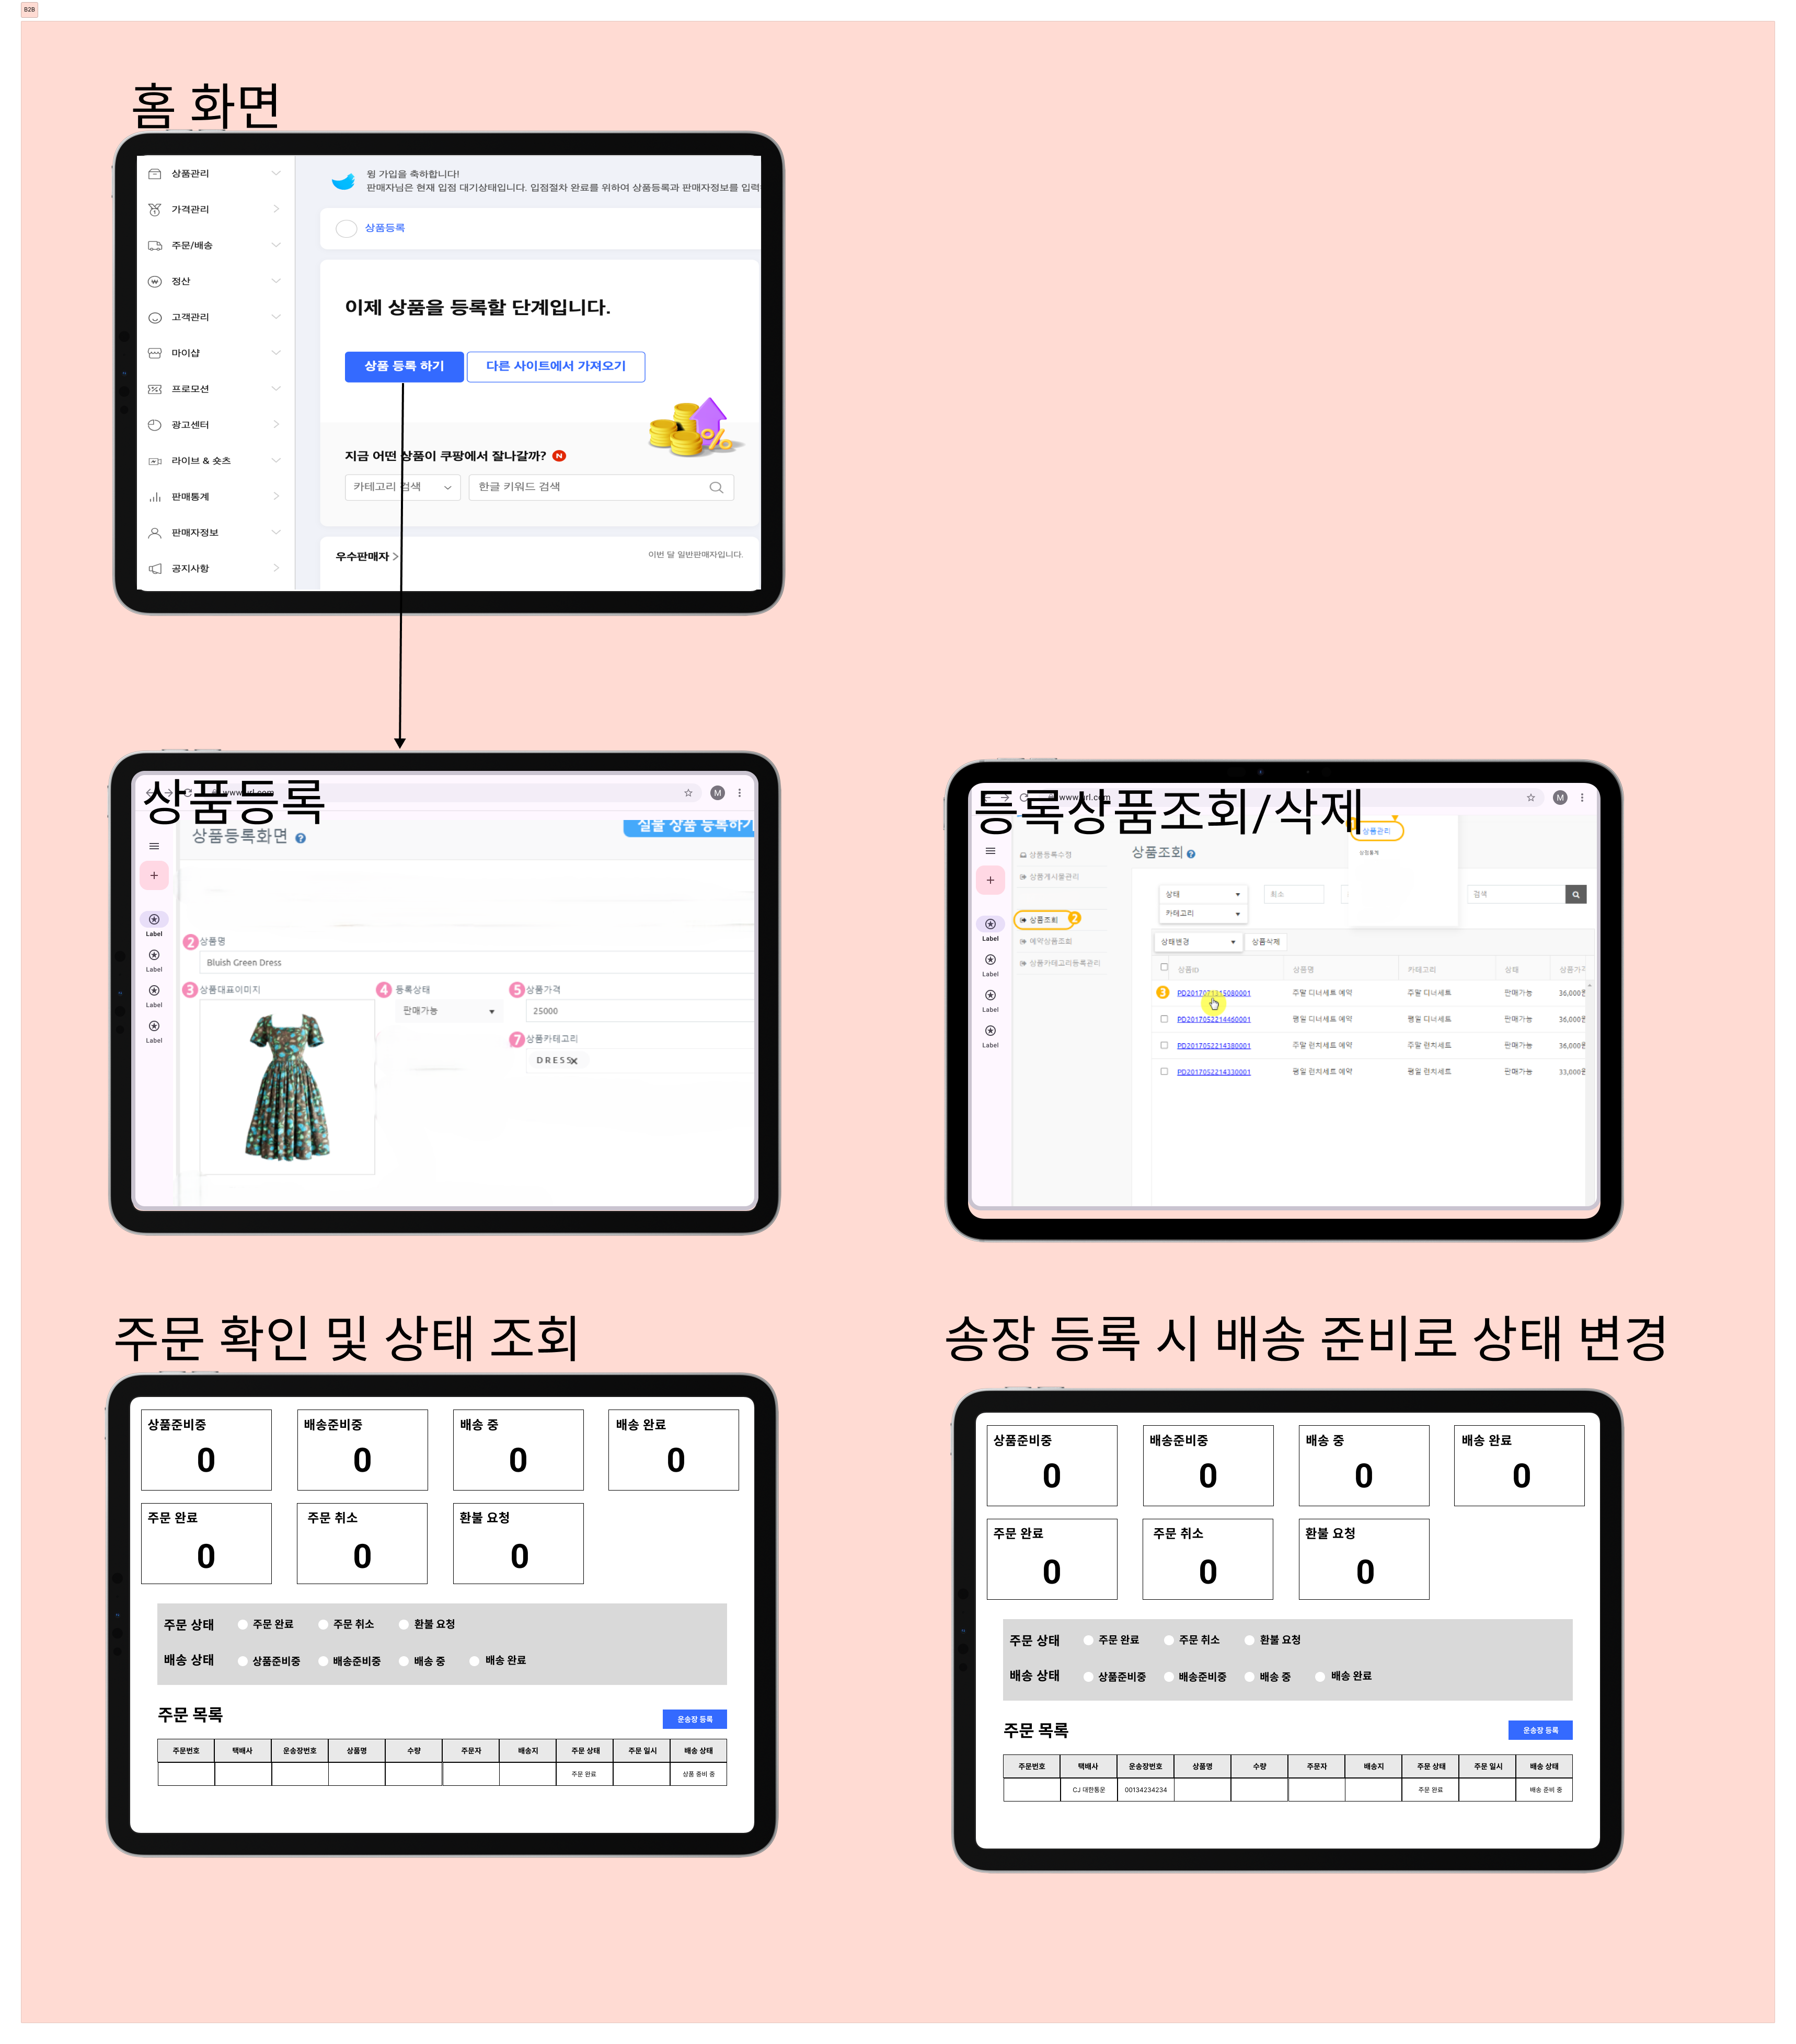 B2B
홈 화면
상품관리
가격관리
주문/배송
정산
고객관리
마이샵
프로모션
광고센터
라이브 & 숏츠
판매통계
판매자정보
공지사항
윙 가입을 축하합니다!
판매자님은 현재 입점 대기상태입니다. 입점절차 완료를 위하여 상품등록과 판매자정보를 입력
상품등록
이제 상품을 등록할 단계입니다.
상품 등록 하기
다른 사이트에서 가져오기
지금 어떤 상품이 쿠팡에서 잘나갈까? N
카테고리 검색
한글 키워드 검색
우수판매자 >
이번 달 일반판매자입니다.
상품등록
www.url.com
M
상품등록화면 ?
실물 상품 등록하기
Label
Label
Label
Label
2 상품명
Bluish Green Dress
3 상품대표이미지
4 등록상태
판매가능
5 상품가격
25000
7 상품카테고리
DRESS x
등록상품조회/삭제
www.url.com
M
상품관리
Label
Label
Label
Label
상품등록수정
상품게시물관리
상품조회 2
예약상품조회
상품카테고리등록관리
상품조회 ?
상태
최소
검색
카테고리
상태변경
상품삭제
상품ID 상품명 카테고리 상태 상품가격
3 PD2017071315080001 주말 디너세트 예약 주말 디너세트 판매가능 36,000원
PD2017052214460001 평일 디너세트 예약 평일 디너세트 판매가능 36,000원
PD2017052214380001 주말 런치세트 예약 주말 런치세트 판매가능 36,000원
PD2017052214330001 평일 런치세트 예약 평일 런치세트 판매가능 33,000원
주문 확인 및 상태 조회
상품준비중 배송준비중 배송 중 배송 완료
0 0 0 0
주문 완료 주문 취소 환불 요청
0 0 0
주문 상태 주문 완료 주문 취소 환불 요청
배송 상태 상품준비중 배송준비중 배송 중 배송 완료
주문 목록
운송장 등록
주문번호 택배사 운송장번호 상품명 수량 주문자 배송지 주문 상태 주문 일시 배송 상태
주문 완료 상품 준비 중
송장 등록 시 배송 준비로 상태 변경
상품준비중 배송준비중 배송 중 배송 완료
0 0 0 0
주문 완료 주문 취소 환불 요청
0 0 0
주문 상태 주문 완료 주문 취소 환불 요청
배송 상태 상품준비중 배송준비중 배송 중 배송 완료
주문 목록
운송장 등록
주문번호 택배사 운송장번호 상품명 수량 주문자 배송지 주문 상태 주문 일시 배송 상태
CJ 대한통운 00134234234 주문 완료 배송 준비 중